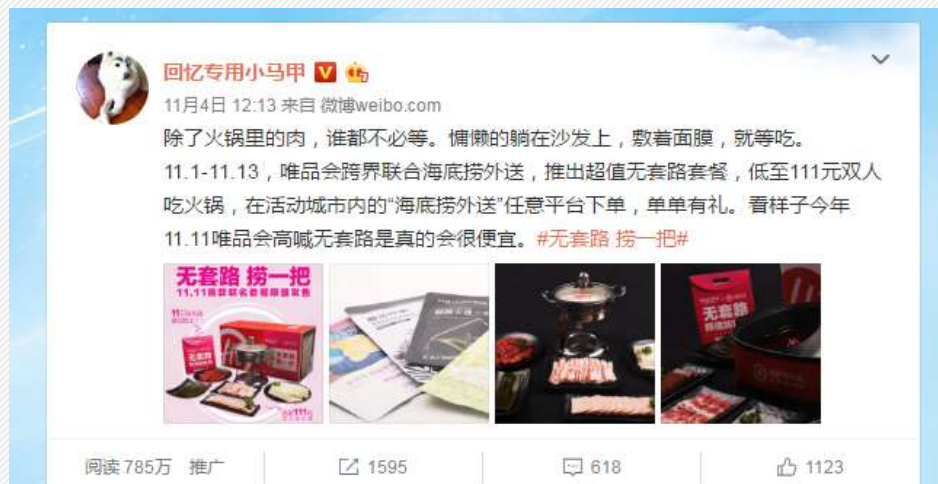 回忆专用小马甲
11月4日 12:13 来自 微博weibo.com
除了火锅里的肉，谁都不必等。慵懒的躺在沙发上，敷着面膜，就等吃。
11.1-11.13，唯品会跨界联合海底捞外送，推出超值无套路套餐，低至111元双人
吃火锅，在活动城市内的“海底捞外送”任意平台下单，单单有礼。看样子今年
11.11唯品会高喊无套路是真的会很便宜。#无套路 捞一把#
无套路 捞一把
无套路
阅读 785万 推广 1595 618 1123